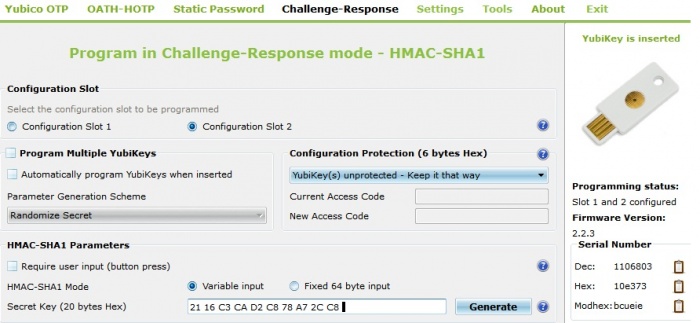 Yubico OTP OATH-HOTP Static Password Challenge-Response Settings Tools About Exit
Program in Challenge-Response mode - HMAC-SHA1
Configuration Slot
Select the configuration slot to be programmed
Configuration Slot 1 Configuration Slot 2
Program Multiple YubiKeys
Automatically program YubiKeys when inserted
Parameter Generation Scheme
Randomize Secret
Configuration Protection (6 bytes Hex)
YubiKey(s) unprotected - Keep it that way
Current Access Code
New Access Code
HMAC-SHA1 Parameters
Require user input (button press)
HMAC-SHA1 Mode Variable input Fixed 64 byte input
Secret Key (20 bytes Hex) 21 16 C3 CA D2 C8 78 A7 2C C8 Generate
YubiKey is inserted
Programming status:
Slot 1 and 2 configured
Firmware Version:
2.2.3
Serial Number
Dec: 1106803
Hex: 10e373
Modhex: bcueie